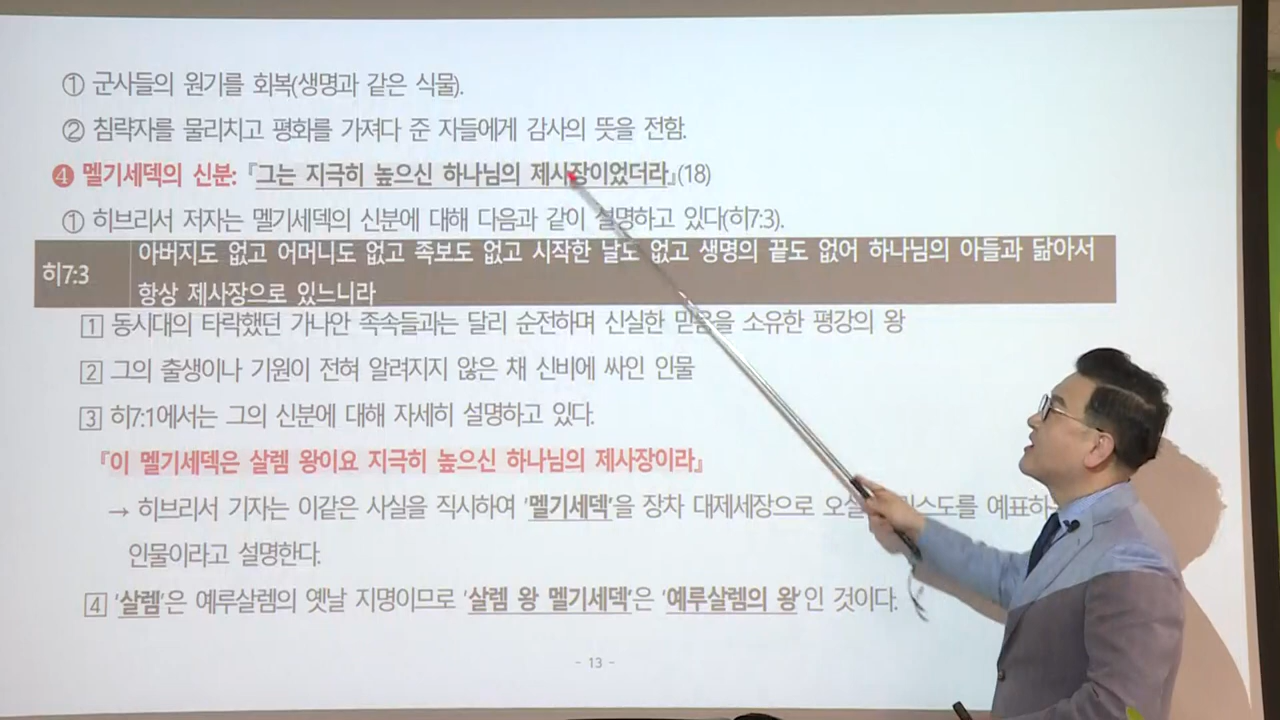 ① 군사들의 원기를 회복(생명과 같은 식물).
② 침략자를 물리치고 평화를 가져다 준 자들에게 감사의 뜻을 전함.
❹ 멜기세덱의 신분: 『그는 지극히 높으신 하나님의 제사장이었더라』(18)
① 히브리서 저자는 멜기세덱의 신분에 대해 다음과 같이 설명하고 있다(히7:3).
히7:3
아버지도 없고 어머니도 없고 족보도 없고 시작한 날도 없고 생명의 끝도 없어 하나님의 아들과 닮아서
항상 제사장으로 있느니라
1 동시대의 타락했던 가나안 족속들과는 달리 순전하며 신실한 믿음을 소유한 평강의 왕
2 그의 출생이나 기원이 전혀 알려지지 않은 채 신비에 싸인 인물
3 히7:1에서는 그의 신분에 대해 자세히 설명하고 있다.
『이 멜기세덱은 살렘 왕이요 지극히 높으신 하나님의 제사장이라』
→ 히브리서 기자는 이같은 사실을 직시하여 '멜기세덱'을 장차 대제세장으로 예표하
인물이라고 설명한다.
4 '살렘'은 예루살렘의 옛날 지명이므로 '살렘 왕 멜기세덱'은 '예루살렘의 왕'인 것이다.
- 13 -